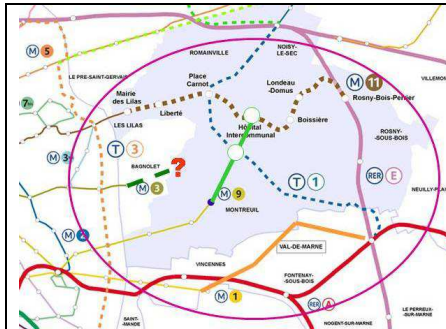 M 5
ROMAINVILLE
NOISY-
LE-SEC
LE PRE-SAINT-GERVAIS
Place
Carnot
Londeau
-Domus
M 11
VILLEMO
Mairie
des Lilas
Rosny-Bois-Perrier
7
Liberté
LES LILAS
Hôpital
Intercommunal
Boissière
ROSNY-
SOUS-BOIS
M 3
T 3
BAGNOLET
?
RER E
T 1
M 3
M 9
NEUILLY-PLAI
MONTREUIL
M 2
VAL-DE-MARNE
VINCENNES
FONTENAY
-SOUS-BOIS
M 1
RER A
SAINT-
MANDE
NOGENT-SUR-MARNE
LE PERREUX
-SUR-MARNE